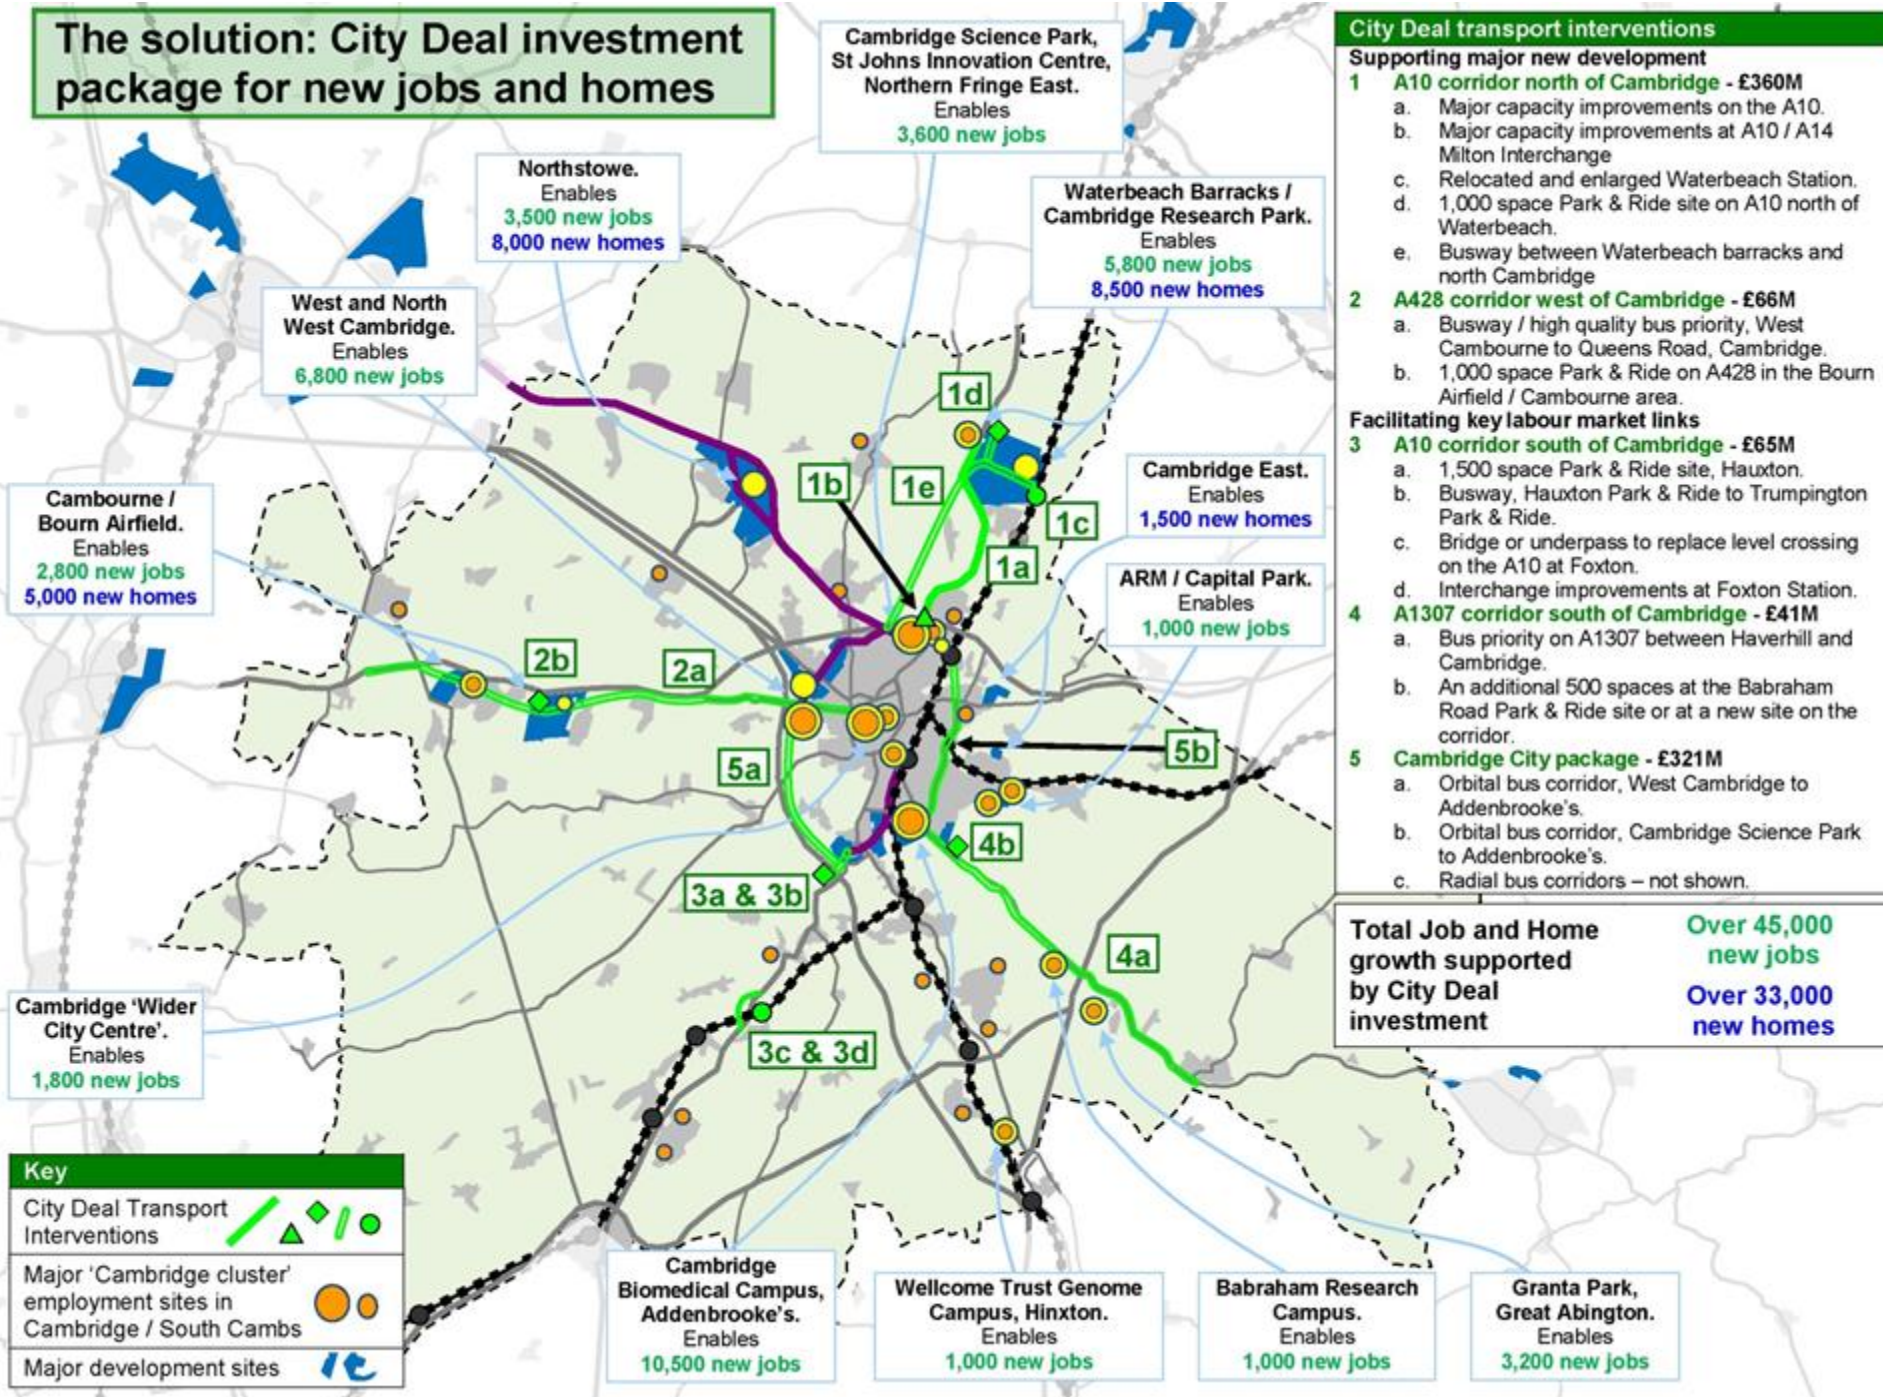 The solution: City Deal investment
package for new jobs and homes
Cambridge Science Park,
St Johns Innovation Centre,
Northern Fringe East.
Enables
3,600 new jobs
Northstowe.
Enables
3,500 new jobs
8,000 new homes
Waterbeach Barracks /
Cambridge Research Park.
Enables
5,800 new jobs
8,500 new homes
West and North
West Cambridge.
Enables
6,800 new jobs
Cambridge East.
Enables
1,500 new homes
Cambourne /
Bourn Airfield.
Enables
2,800 new jobs
5,000 new homes
ARM / Capital Park.
Enables
1,000 new jobs
1d
1b
1e
1c
1a
2b
2a
5b
5a
4b
3a & 3b
4a
3c & 3d
Cambridge ‘Wider
City Centre’.
Enables
1,800 new jobs
Cambridge
Biomedical Campus,
Addenbrooke’s.
Enables
10,500 new jobs
Wellcome Trust Genome
Campus, Hinxton.
Enables
1,000 new jobs
Babraham Research
Campus.
Enables
1,000 new jobs
Granta Park,
Great Abington.
Enables
3,200 new jobs
Key
City Deal Transport
Interventions
Major ‘Cambridge cluster’
employment sites in
Cambridge / South Cambs
Major development sites
City Deal transport interventions
Supporting major new development
1 A10 corridor north of Cambridge - £360M
a. Major capacity improvements on the A10.
b. Major capacity improvements at A10 / A14
Milton Interchange
c. Relocated and enlarged Waterbeach Station.
d. 1,000 space Park & Ride site on A10 north of
Waterbeach.
e. Busway between Waterbeach barracks and
north Cambridge
2 A428 corridor west of Cambridge - £66M
a. Busway / high quality bus priority, West
Cambourne to Queens Road, Cambridge.
b. 1,000 space Park & Ride on A428 in the Bourn
Airfield / Cambourne area.
Facilitating key labour market links
3 A10 corridor south of Cambridge - £65M
a. 1,500 space Park & Ride site, Hauxton.
b. Busway, Hauxton Park & Ride to Trumpington
Park & Ride.
c. Bridge or underpass to replace level crossing
on the A10 at Foxton.
d. Interchange improvements at Foxton Station.
4 A1307 corridor south of Cambridge - £41M
a. Bus priority on A1307 between Haverhill and
Cambridge.
b. An additional 500 spaces at the Babraham
Road Park & Ride site or at a new site on the
corridor.
5 Cambridge City package - £321M
a. Orbital bus corridor, West Cambridge to
Addenbrooke’s.
b. Orbital bus corridor, Cambridge Science Park
to Addenbrooke’s.
c. Radial bus corridors – not shown.
Total Job and Home
growth supported
by City Deal
investment
Over 45,000
new jobs
Over 33,000
new homes